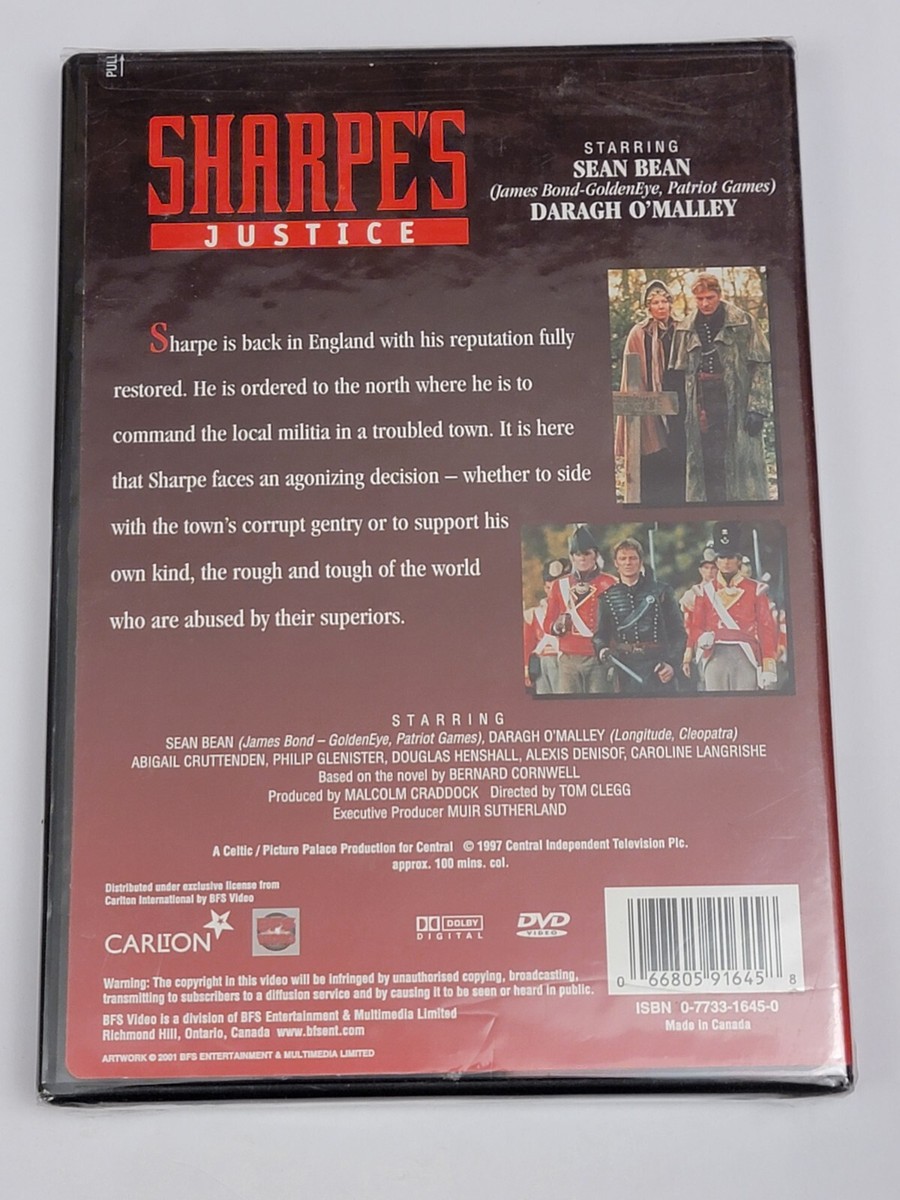 PULL
SHARPE'S
JUSTICE
STARRING
SEAN BEAN
(James Bond-GoldenEye, Patriot Games)
DARAGH O'MALLEY
Sharpe is back in England with his reputation fully
restored. He is ordered to the north where he is to
command the local militia in a troubled town. It is here
that Sharpe faces an agonizing decision – whether to side
with the town's corrupt gentry or to support his
own kind, the rough and tough of the world
who are abused by their superiors.
STARRING
SEAN BEAN (James Bond – GoldenEye, Patriot Games), DARAGH O'MALLEY (Longitude, Cleopatra)
ABIGAIL CRUTTENDEN, PHILIP GLENISTER, DOUGLAS HENSHALL, ALEXIS DENISOF, CAROLINE LANGRISHE
Based on the novel by BERNARD CORNWELL
Produced by MALCOLM CRADDOCK Directed by TOM CLEGG
Executive Producer MUIR SUTHERLAND
A Celtic / Picture Palace Production for Central © 1997 Central Independent Television Plc.
approx. 100 mins. col.
Distributed under exclusive license from
Carlton International by BFS Video
CARLTON
DOLBY
DIGITAL
DVD
VIDEO
0 66805 91645 8
ISBN 0-7733-1645-0
Made in Canada
Warning: The copyright in this video will be infringed by unauthorised copying, broadcasting,
transmitting to subscribers to a diffusion service and by causing it to be seen or heard in public.
BFS Video is a division of BFS Entertainment & Multimedia Limited
Richmond Hill, Ontario, Canada www.bfsent.com
ARTWORK © 2001 BFS ENTERTAINMENT & MULTIMEDIA LIMITED